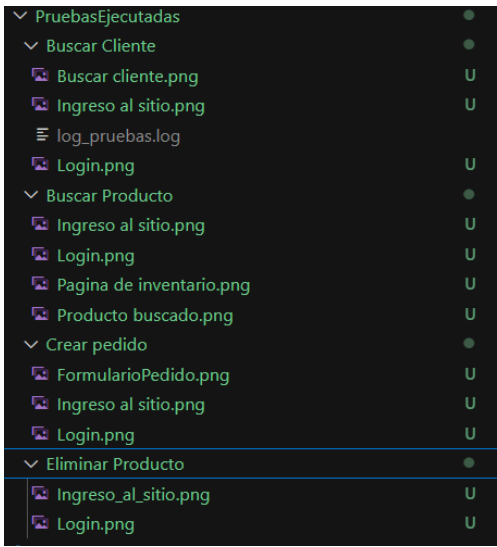 PruebasEjecutadas
Buscar Cliente
Buscar cliente.png U
Ingreso al sitio.png U
log_pruebas.log
Login.png U
Buscar Producto
Ingreso al sitio.png U
Login.png U
Pagina de inventario.png U
Producto buscado.png U
Crear pedido
FormularioPedido.png U
Ingreso al sitio.png U
Login.png U
Eliminar Producto
Ingreso_al_sitio.png U
Login.png U